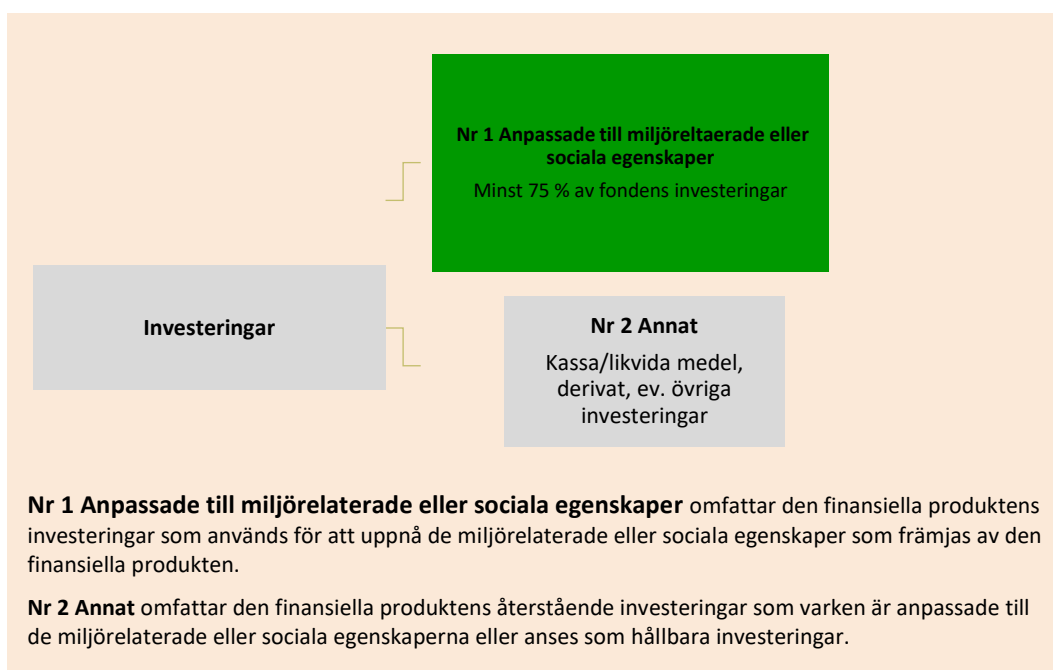 Nr 1 Anpassade till miljöreltaerade eller
sociala egenskaper
Minst 75 % av fondens investeringar
Investeringar
Nr 2 Annat
Kassa/likvida medel,
derivat, ev. övriga
investeringar
Nr 1 Anpassade till miljörelaterade eller sociala egenskaper omfattar den finansiella produktens
investeringar som används för att uppnå de miljörelaterade eller sociala egenskaper som främjas av den
finansiella produkten.
Nr 2 Annat omfattar den finansiella produktens återstående investeringar som varken är anpassade till
de miljörelaterade eller sociala egenskaperna eller anses som hållbara investeringar.